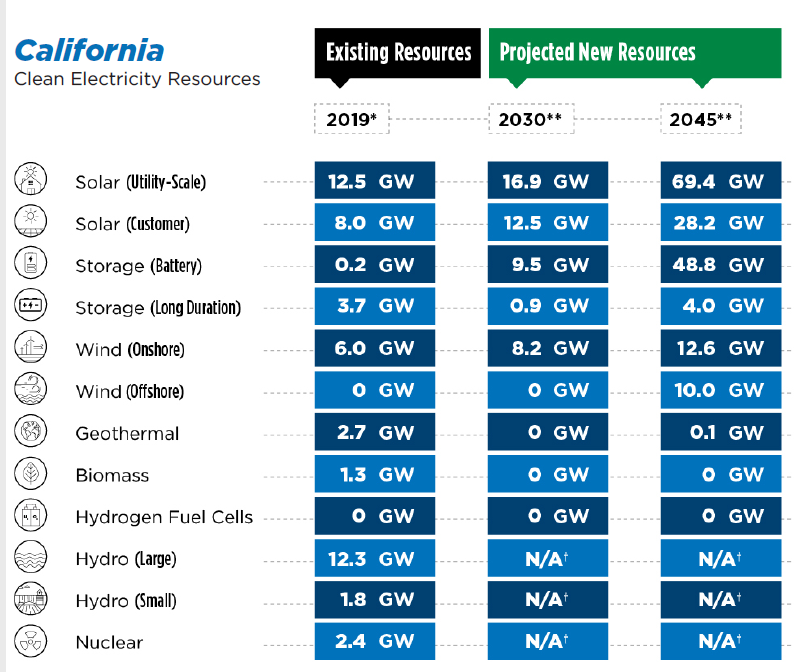 California
Clean Electricity Resources
Existing Resources Projected New Resources
2019* 2030** 2045**
Solar (Utility-Scale) 12.5 GW 16.9 GW 69.4 GW
Solar (Customer) 8.0 GW 12.5 GW 28.2 GW
Storage (Battery) 0.2 GW 9.5 GW 48.8 GW
Storage (Long Duration) 3.7 GW 0.9 GW 4.0 GW
Wind (Onshore) 6.0 GW 8.2 GW 12.6 GW
Wind (Offshore) 0 GW 0 GW 10.0 GW
Geothermal 2.7 GW 0 GW 0.1 GW
Biomass 1.3 GW 0 GW 0 GW
Hydrogen Fuel Cells 0 GW 0 GW 0 GW
Hydro (Large) 12.3 GW N/A† N/A†
Hydro (Small) 1.8 GW N/A† N/A†
Nuclear 2.4 GW N/A† N/A†